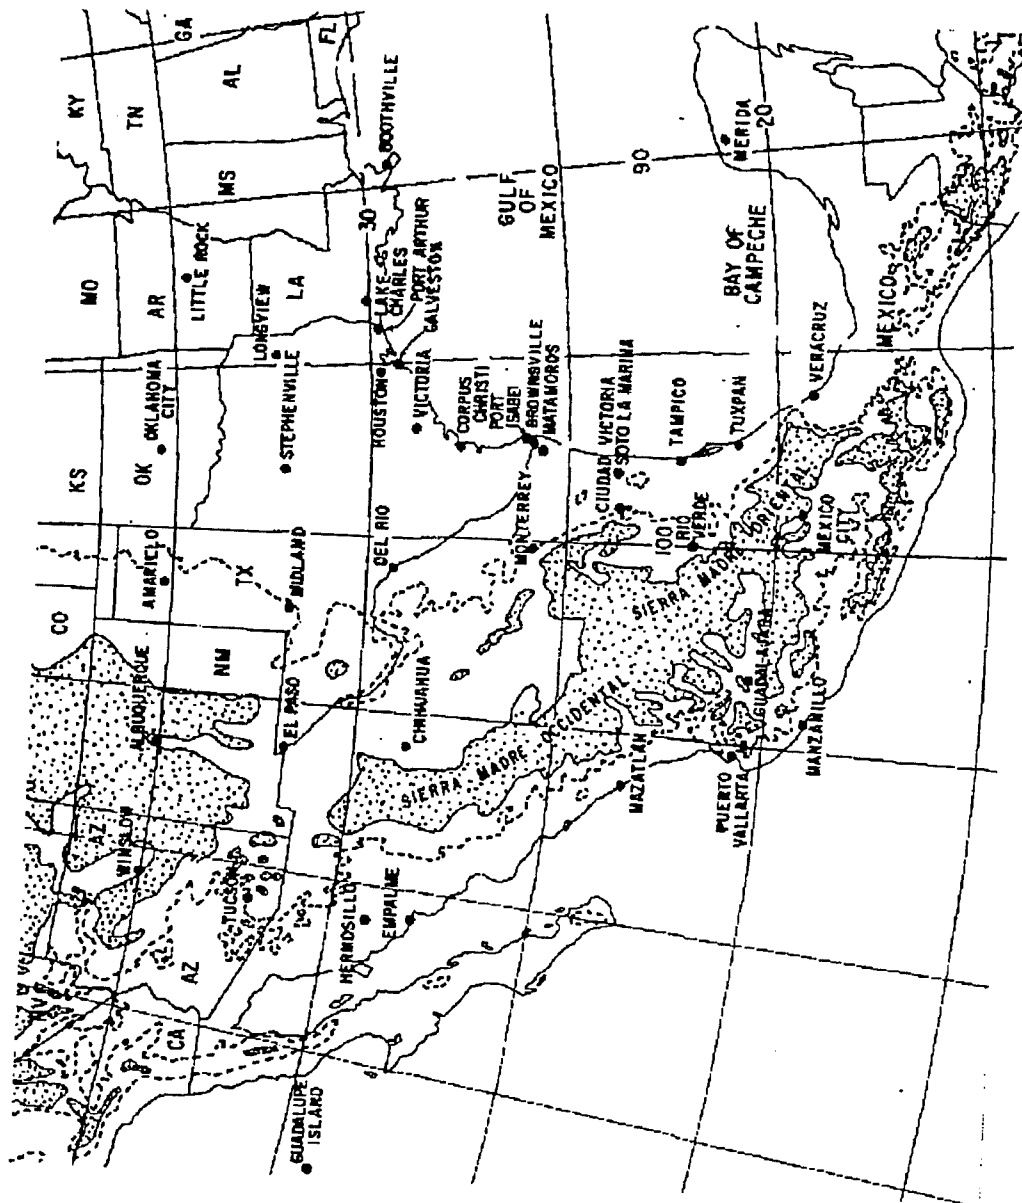 NV
CA
AZ
AZ
WINSLOW
TUCSON
ALBUQUERQUE
NM
EL PASO
CO
KS
AMARIELO
TX
MIDLAND
OK
OKLAHOMA
CITY
STEPHENVILLE
MO
AR
LITTLE ROCK
LONGVIEW
LA
KY
TN
MS
AL
GA
FL
BOOTHVILLE
30
LAKE
CHARLES
PORT ARTHUR
GALVESTON
HOUSTON
VICTORIA
CORPUS
CHRISTI
PORT
ISABEL
BROWNSVILLE
MATAMOROS
DEL RIO
GUADALUPE
ISLAND
HERMOSILLO
EMPALME
CHIHUAHUA
SIERRA MADRE OCCIDENTAL
MONTERREY
CIUDAD VICTORIA
SOTO LA MARINA
GULF
OF
MEXICO
90
MAZATLAN
100
RIO
VERDE
SIERRA MADRE ORIENTAL
TAMPICO
TUXPAN
BAY OF
CAMPECHE
MERIDA
20
PUERTO
VALLARTA
GUADALAJARA
MANZANILLO
MEXICO
CITY
VERACRUZ
MEXICO